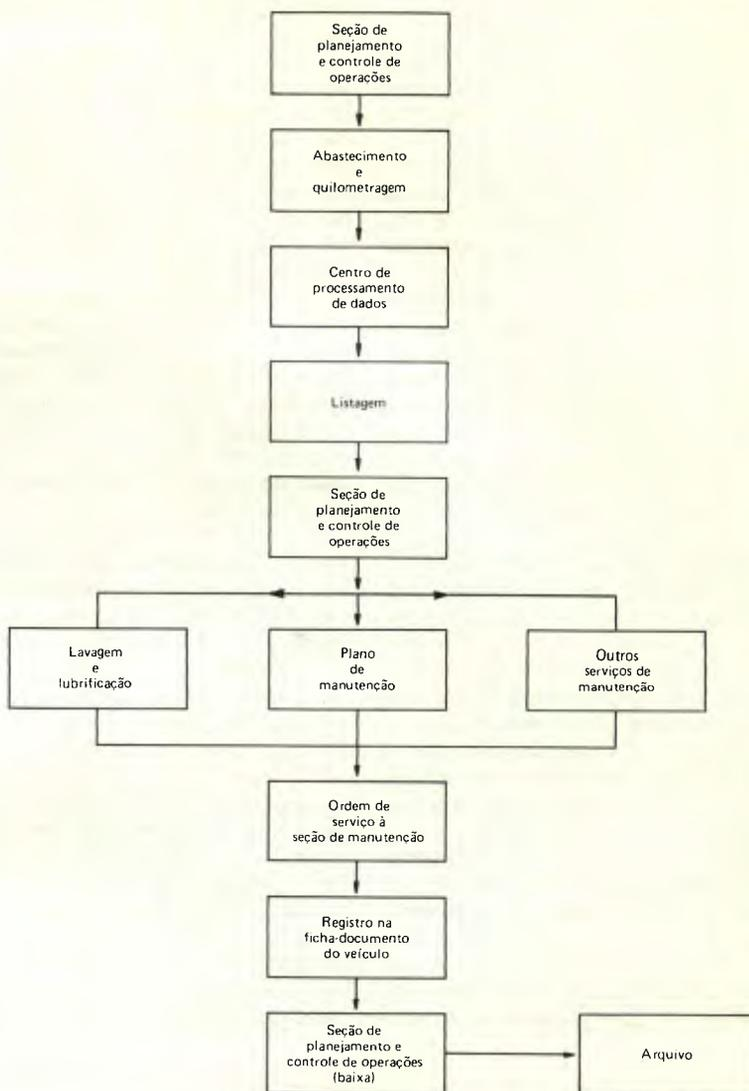 Seção de
planejamento
e controle de
operações
Abastecimento
e
quilometragem
Centro de
processamento
de dados
Listagem
Seção de
planejamento
e controle de
operações
Lavagem
e
lubrificação
Plano
de
manutenção
Outros
serviços de
manutenção
Ordem de
serviço à
seção de manutenção
Registro na
ficha-documento
do veículo
Seção de
planejamento e
controle de operações
(baixa)
Arquivo